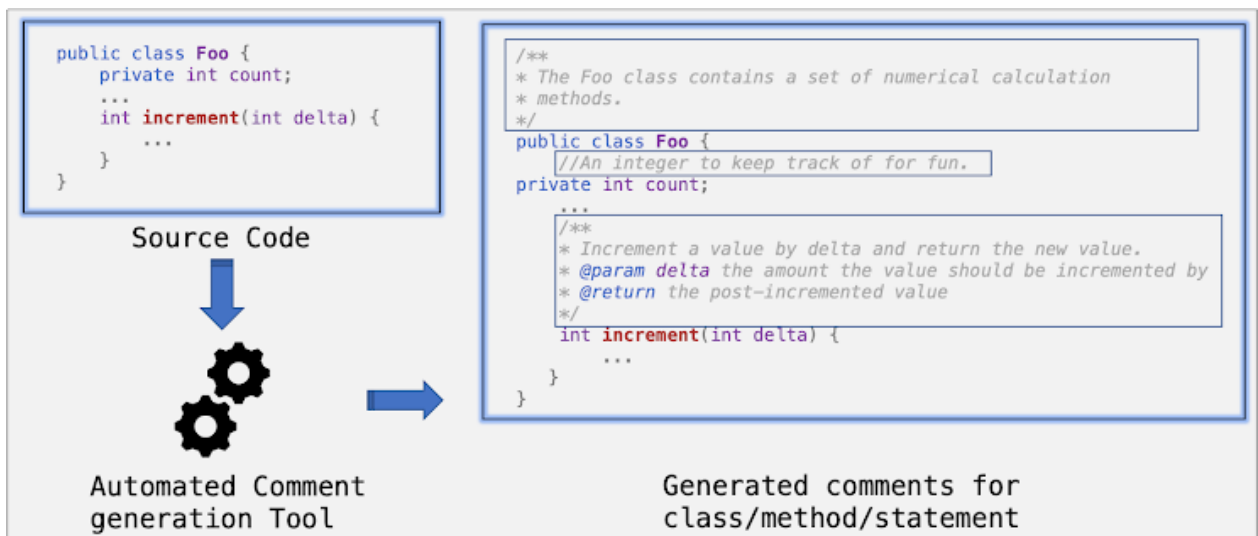 public class Foo {
private int count;
...
int increment(int delta) {
...
}
}
Source Code
Automated Comment
generation Tool
/**
* The Foo class contains a set of numerical calculation
* methods.
*/
public class Foo {
//An integer to keep track of for fun.
private int count;
...
/**
* Increment a value by delta and return the new value.
* @param delta the amount the value should be incremented by
* @return the post-incremented value
*/
int increment(int delta) {
...
}
}
Generated comments for
class/method/statement